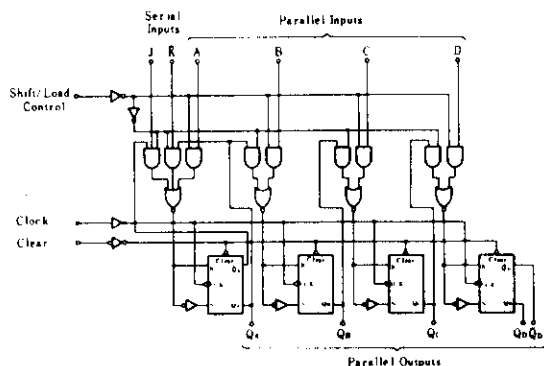 Serial Inputs
Parallel Inputs
J K A B C D
Shift/Load Control
Clock
Clear
Clear Clear Clear Clear
QA QB QC QD QD
Parallel Outputs